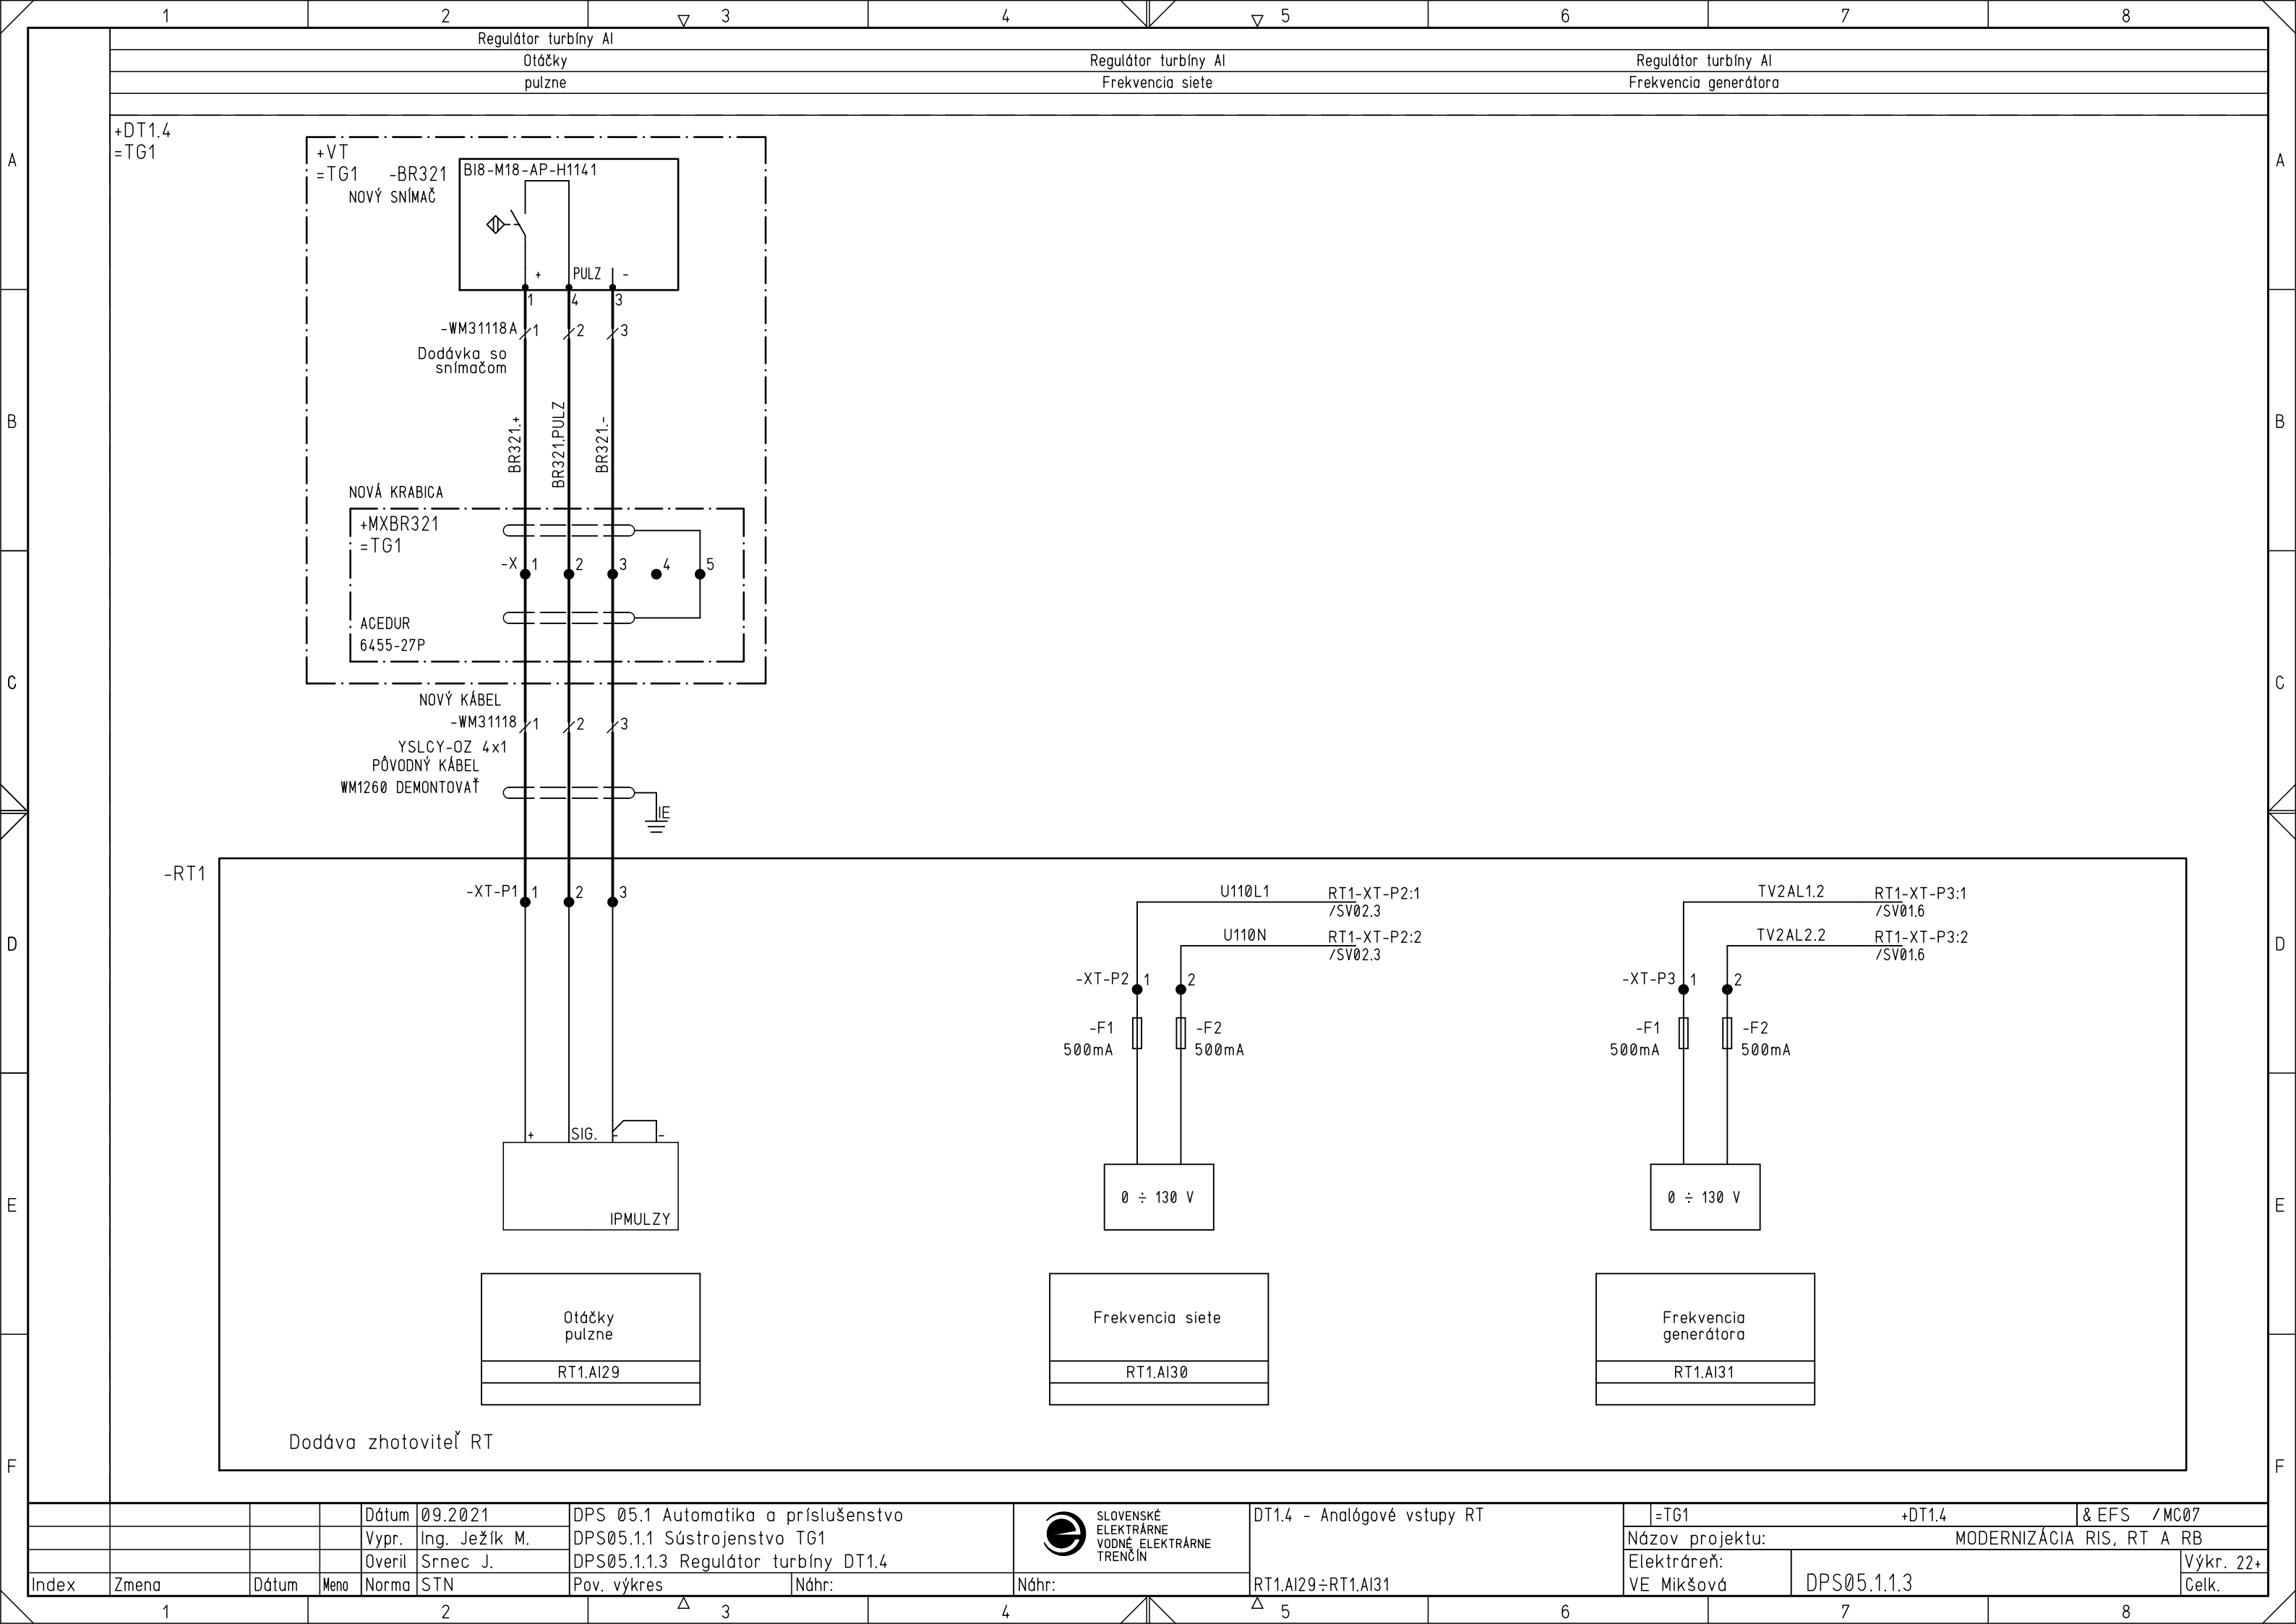 1 2 3 4 5 6 7 8
Regulátor turbíny AI
Otáčky
pulzne
Regulátor turbíny AI
Frekvencia siete
Regulátor turbíny AI
Frekvencia generátora
A
B
C
D
E
F
A
B
C
D
E
F
+DT1.4
=TG1
+VT
=TG1 -BR321
NOVÝ SNÍMAČ
BI8-M18-AP-H1141
+ PULZ -
1 4 3
-WM31118A 1 2 3
Dodávka so
snímačom
BR321.+
BR321.PULZ
BR321.-
NOVÁ KRABICA
+MXBR321
=TG1
-X 1 2 3 4 5
ACEDUR
6455-27P
NOVÝ KÁBEL
-WM31118 1 2 3
YSLCY-OZ 4x1
PÔVODNÝ KÁBEL
WM1260 DEMONTOVAŤ
IE
-RT1
-XT-P1 1 2 3
+ SIG. - -
IPMULZY
U110L1 RT1-XT-P2:1
/SV02.3
U110N RT1-XT-P2:2
/SV02.3
-XT-P2 1 2
-F1 -F2
500mA 500mA
0 ÷ 130 V
TV2AL1.2 RT1-XT-P3:1
/SV01.6
TV2AL2.2 RT1-XT-P3:2
/SV01.6
-XT-P3 1 2
-F1 -F2
500mA 500mA
0 ÷ 130 V
Otáčky
pulzne
RT1.AI29
Frekvencia siete
RT1.AI30
Frekvencia
generátora
RT1.AI31
Dodáva zhotoviteľ RT
Index Zmena Dátum Meno
Dátum 09.2021
Vypr. Ing. Ježík M.
Overil Srnec J.
Norma STN
DPS 05.1 Automatika a príslušenstvo
DPS05.1.1 Sústrojenstvo TG1
DPS05.1.1.3 Regulátor turbíny DT1.4
Pov. výkres Náhr: Náhr:
SLOVENSKÉ
ELEKTRÁRNE
VODNÉ ELEKTRÁRNE
TRENČÍN
DT1.4 - Analógové vstupy RT
RT1.AI29÷RT1.AI31
=TG1 +DT1.4 & EFS /MC07
Názov projektu: MODERNIZÁCIA RIS, RT A RB
Elektráreň:
VE Mikšová
DPS05.1.1.3
Výkr. 22+
Celk.
1 2 3 4 5 6 7 8